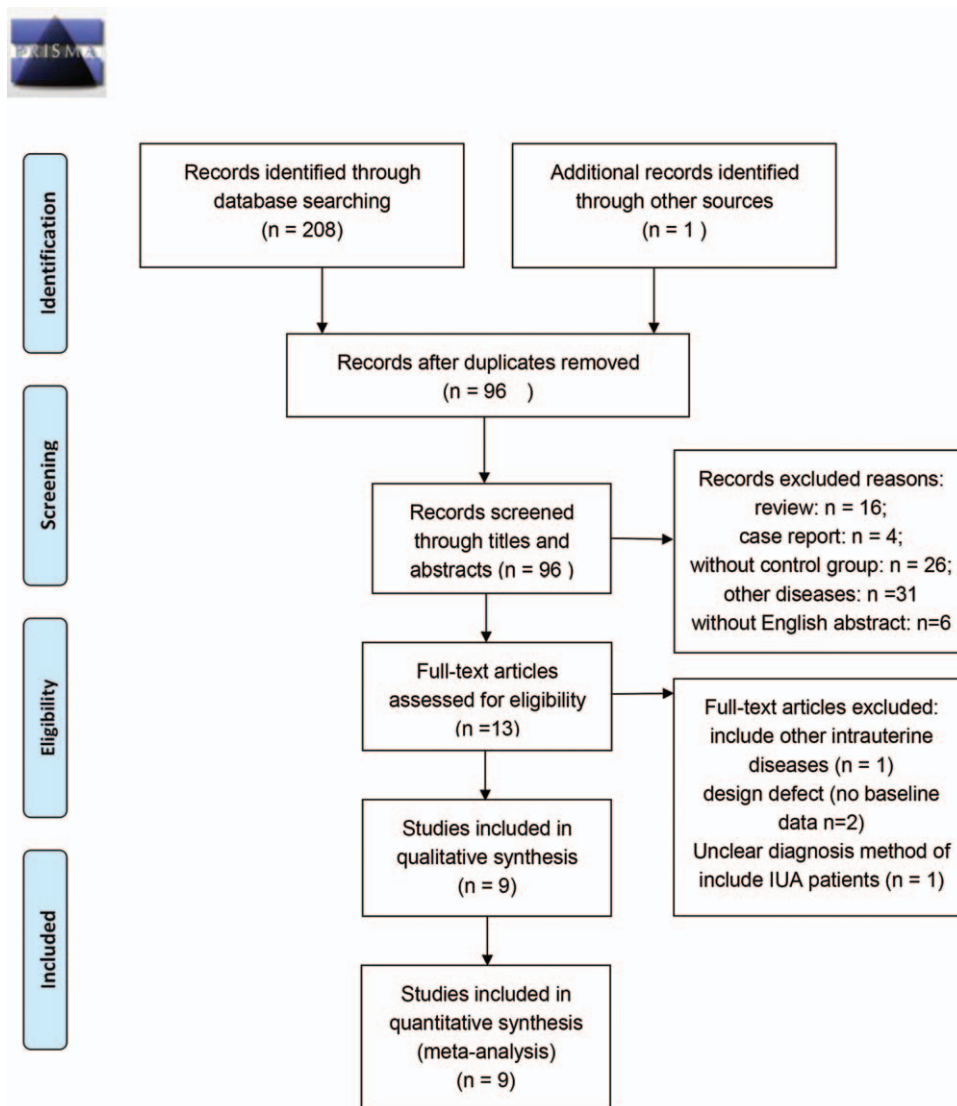 PRISMA
Identification
Records identified through
database searching
(n = 208)
Additional records identified
through other sources
(n = 1 )
Records after duplicates removed
(n = 96 )
Screening
Records screened
through titles and
abstracts (n = 96 )
Records excluded reasons:
review: n = 16;
case report: n = 4;
without control group: n = 26;
other diseases: n =31
without English abstract: n=6
Eligibility
Full-text articles
assessed for eligibility
(n =13)
Full-text articles excluded:
include other intrauterine
diseases (n = 1)
design defect (no baseline
data n=2)
Unclear diagnosis method of
include IUA patients (n = 1)
Studies included in
qualitative synthesis
(n = 9)
Included
Studies included in
quantitative synthesis
(meta-analysis)
(n = 9)